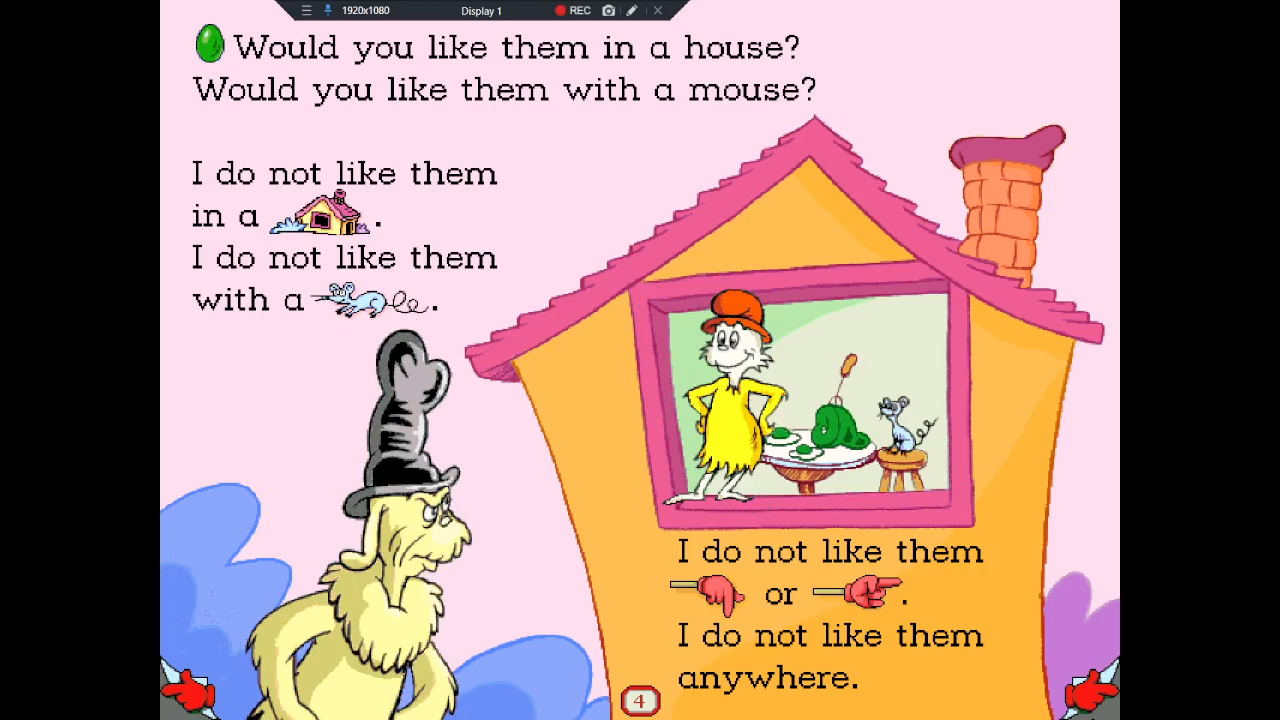 1920x1080
Display 1
REC
Would you like them in a house?
Would you like them with a mouse?
I do not like them
in a .
I do not like them
with a .
I do not like them
or .
I do not like them
anywhere.
4